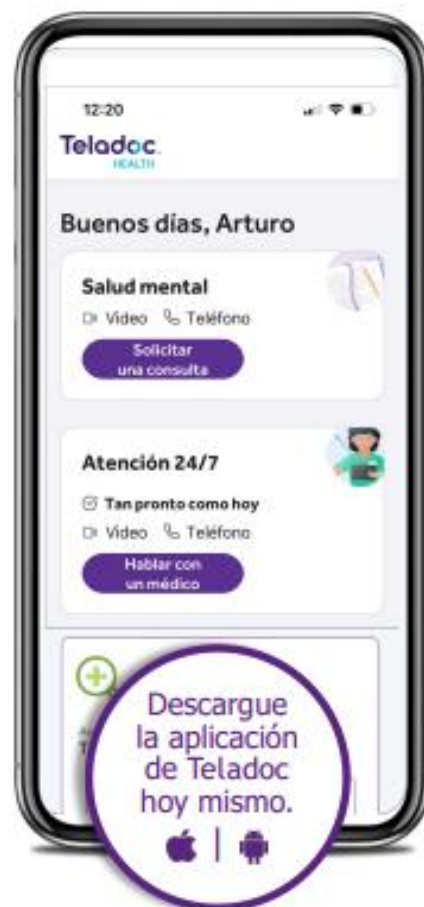 12:20
Teladoc
HEALTH
Buenos días, Arturo
Salud mental
Video Teléfono
Solicitar
una consulta
Atención 24/7
Tan pronto como hoy
Video Teléfono
Hablar con
un médico
Descargue
la aplicación
de Teladoc
hoy mismo.